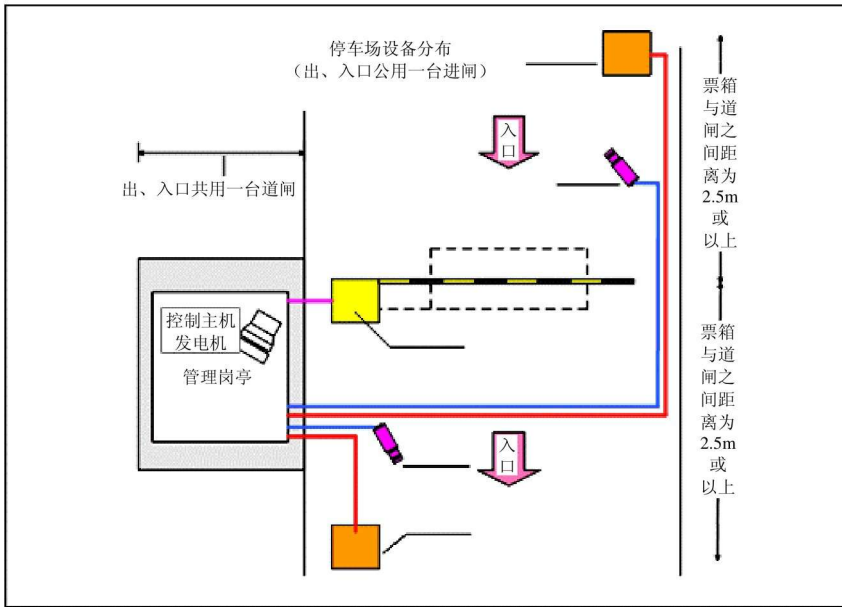 停车场设备分布
（出、入口公用一台进闸）
入
口
出、入口共用一台道闸
票箱
与道
闸之
间距
离为
2.5m
或
以上
控制主机
发电机
管理岗亭
票箱
与道
闸之
间距
离为
2.5m
或
以上
入
口